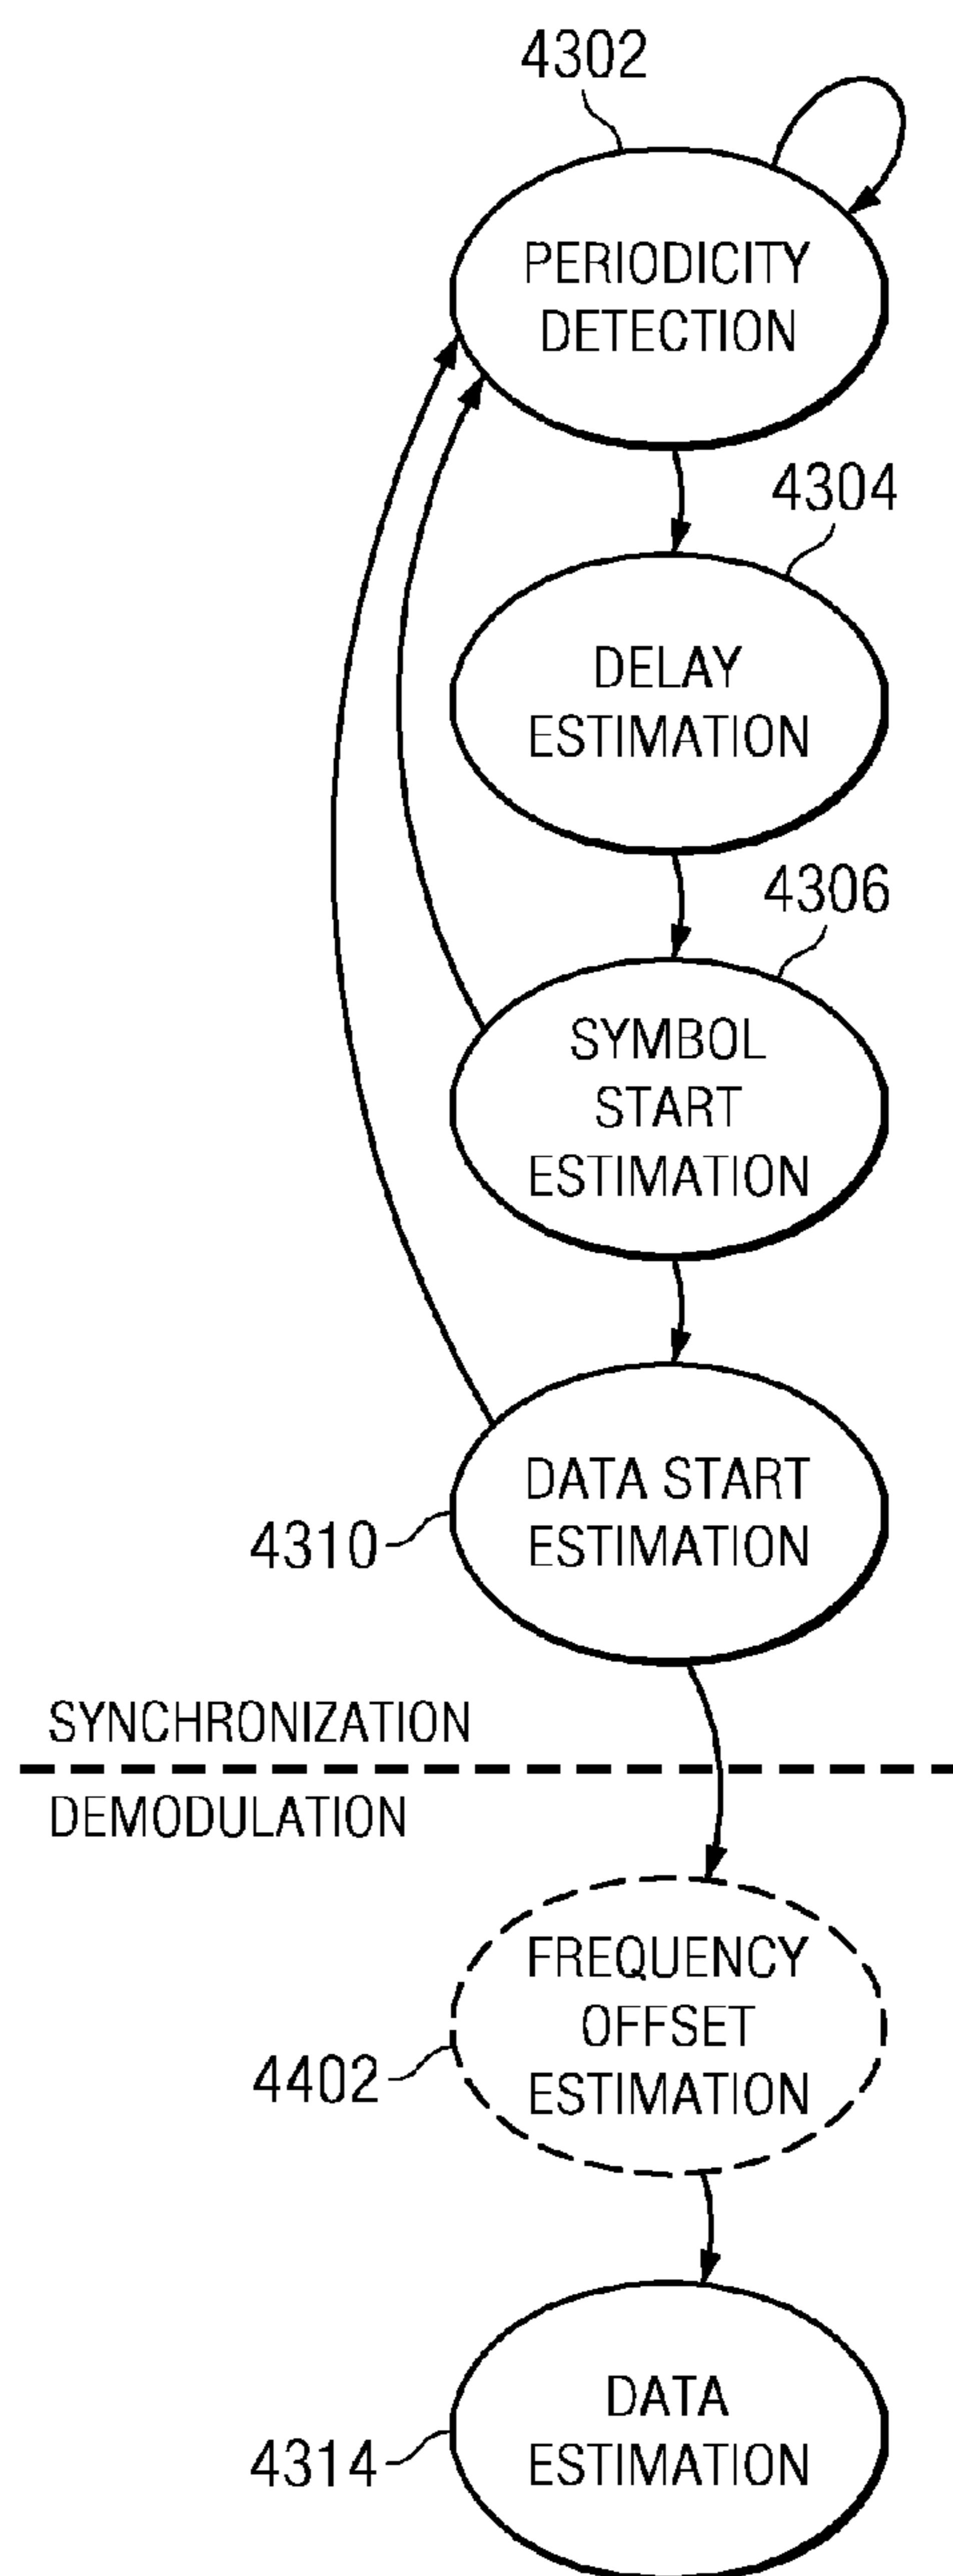 4302
PERIODICITY
DETECTION
4304
DELAY
ESTIMATION
4306
SYMBOL
START
ESTIMATION
DATA START
ESTIMATION
4310
SYNCHRONIZATION
DEMODULATION
FREQUENCY
OFFSET
ESTIMATION
4402
DATA
ESTIMATION
4314